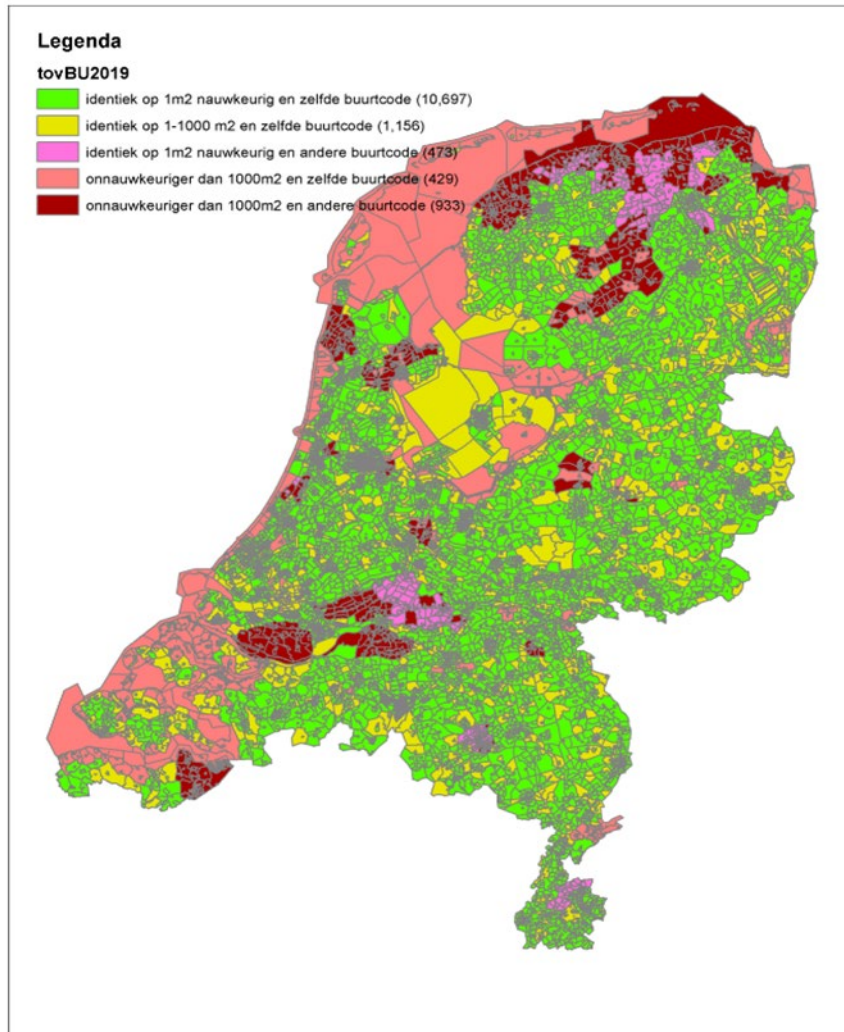 Legenda
tovBU2019
identiek op 1m2 nauwkeurig en zelfde buurtcode (10,697)
identiek op 1-1000 m2 en zelfde buurtcode (1,156)
identiek op 1m2 nauwkeurig en andere buurtcode (473)
onnauwkeuriger dan 1000m2 en zelfde buurtcode (429)
onnauwkeuriger dan 1000m2 en andere buurtcode (933)